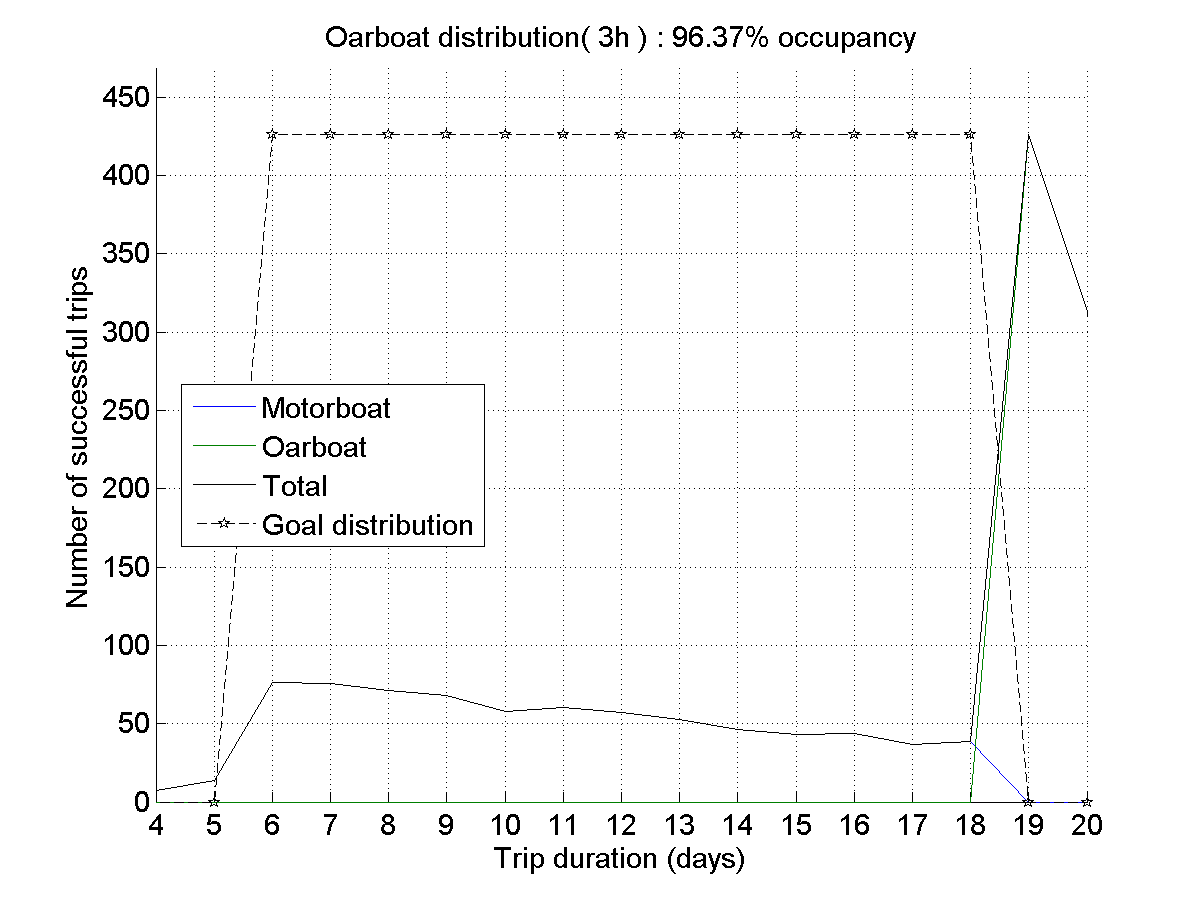 Oarboat distribution( 3h ) : 96.37% occupancy
Number of successful trips
450
400
350
300
250
200
150
100
50
0
Motorboat
Oarboat
Total
Goal distribution
4 5 6 7 8 9 10 11 12 13 14 15 16 17 18 19 20
Trip duration (days)